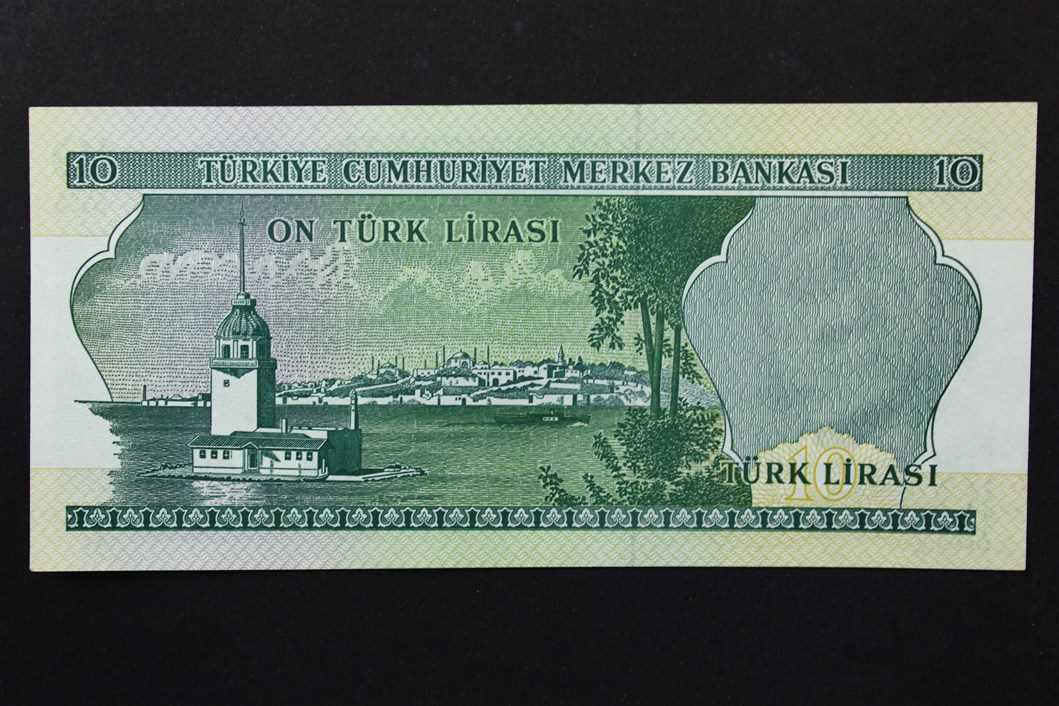 10 TÜRKİYE CUMHURİYET MERKEZ BANKASI 10
ON TÜRK LİRASI
10
TÜRK LİRASI